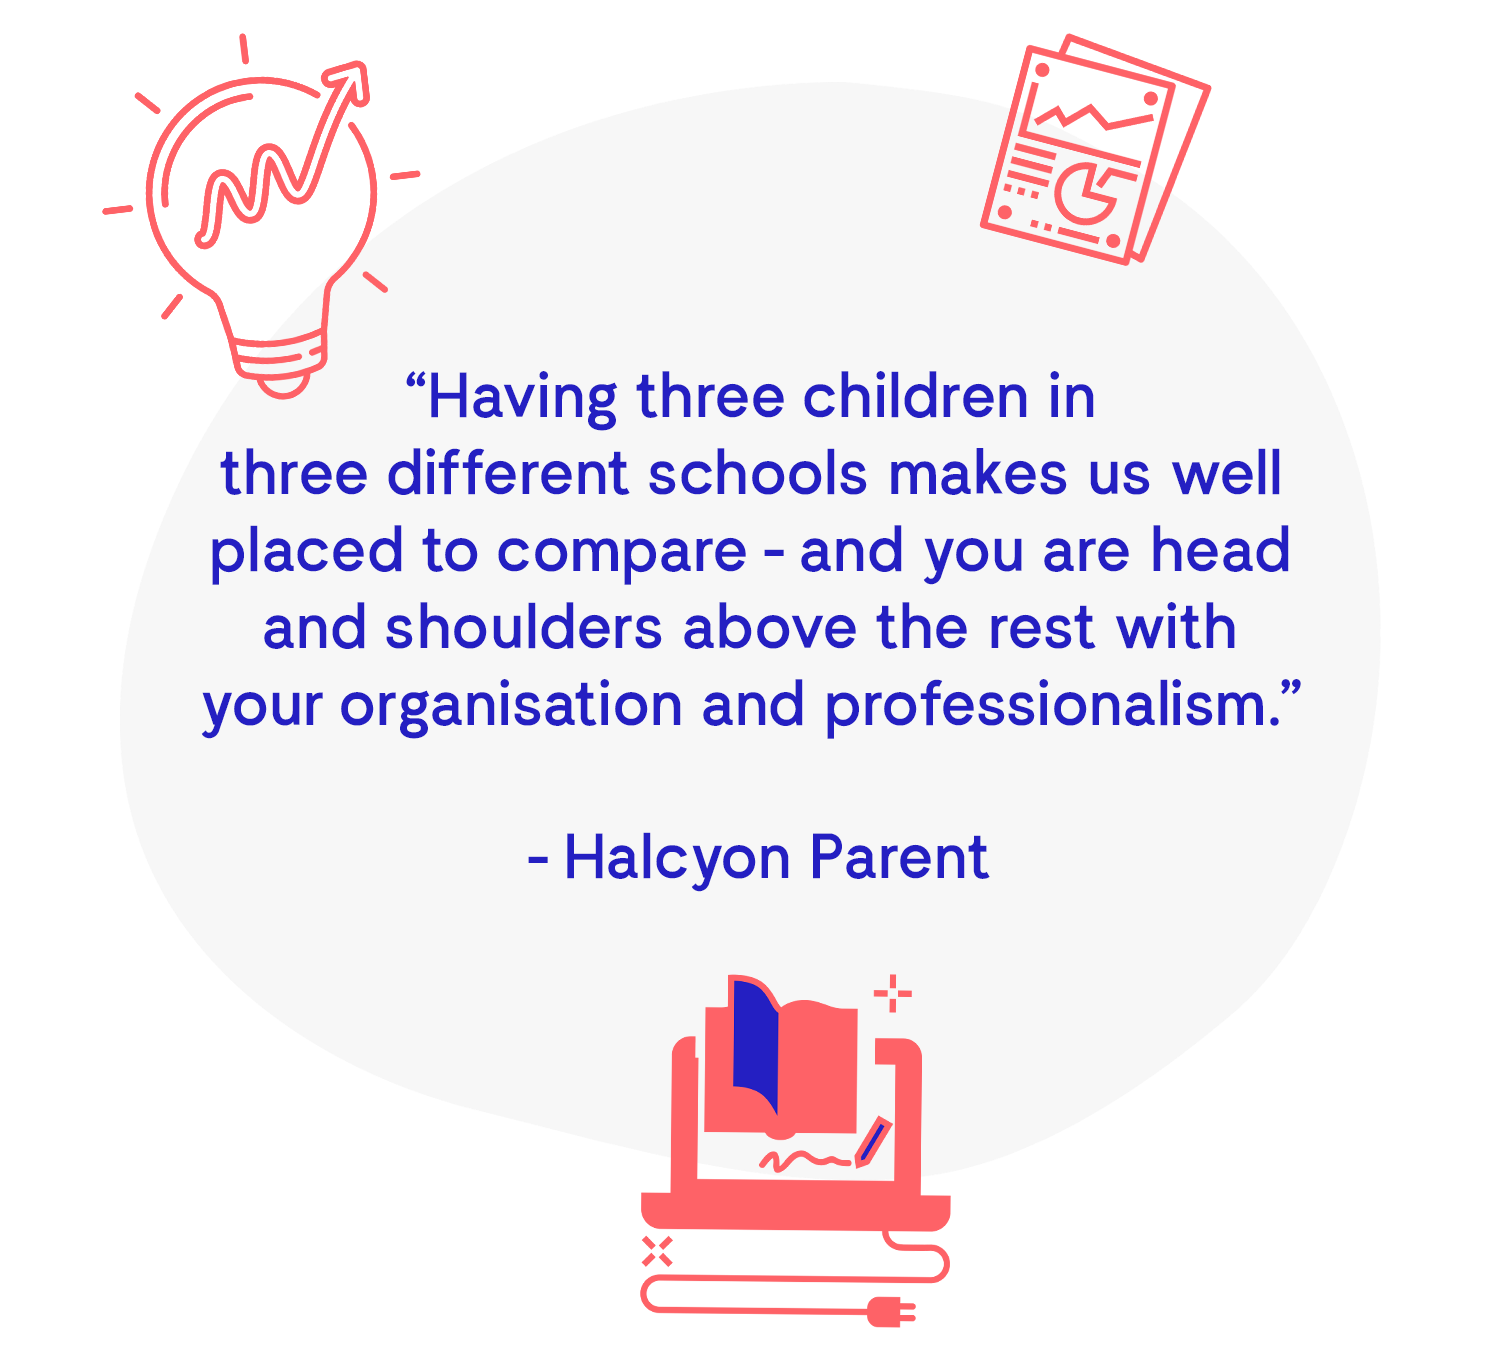 “Having three children in
three different schools makes us well
placed to compare - and you are head
and shoulders above the rest with
your organisation and professionalism.”
- Halcyon Parent